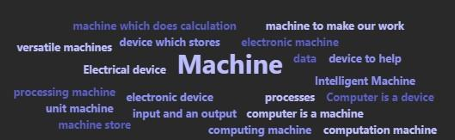 machine which does calculation machine to make our work
versatile machines device which stores electronic machine
Electrical device Machine data device to help
Intelligent Machine
processing machine electronic device processes Computer is a device
unit machine input and an output computer is a machine
machine store computing machine computation machine